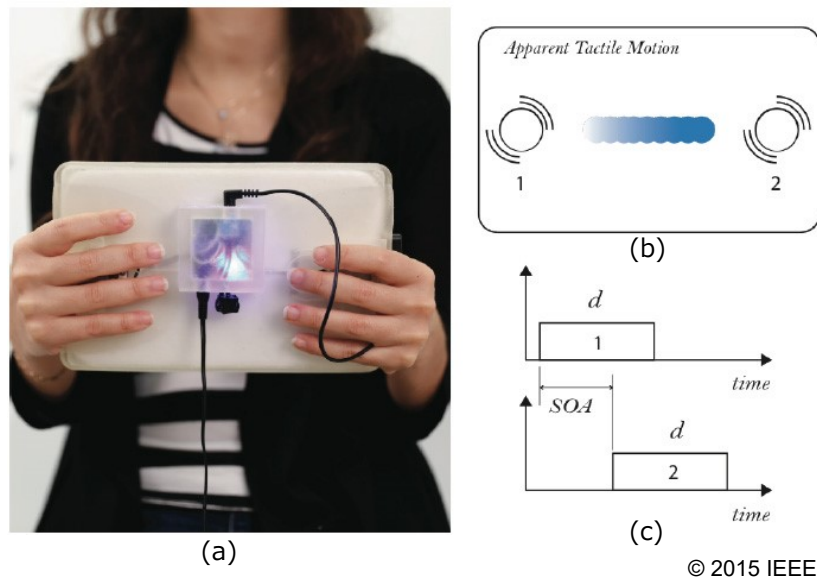 Apparent Tactile Motion
1
2
(b)
d
1
time
SOA
d
2
time
(a)
(c)
© 2015 IEEE